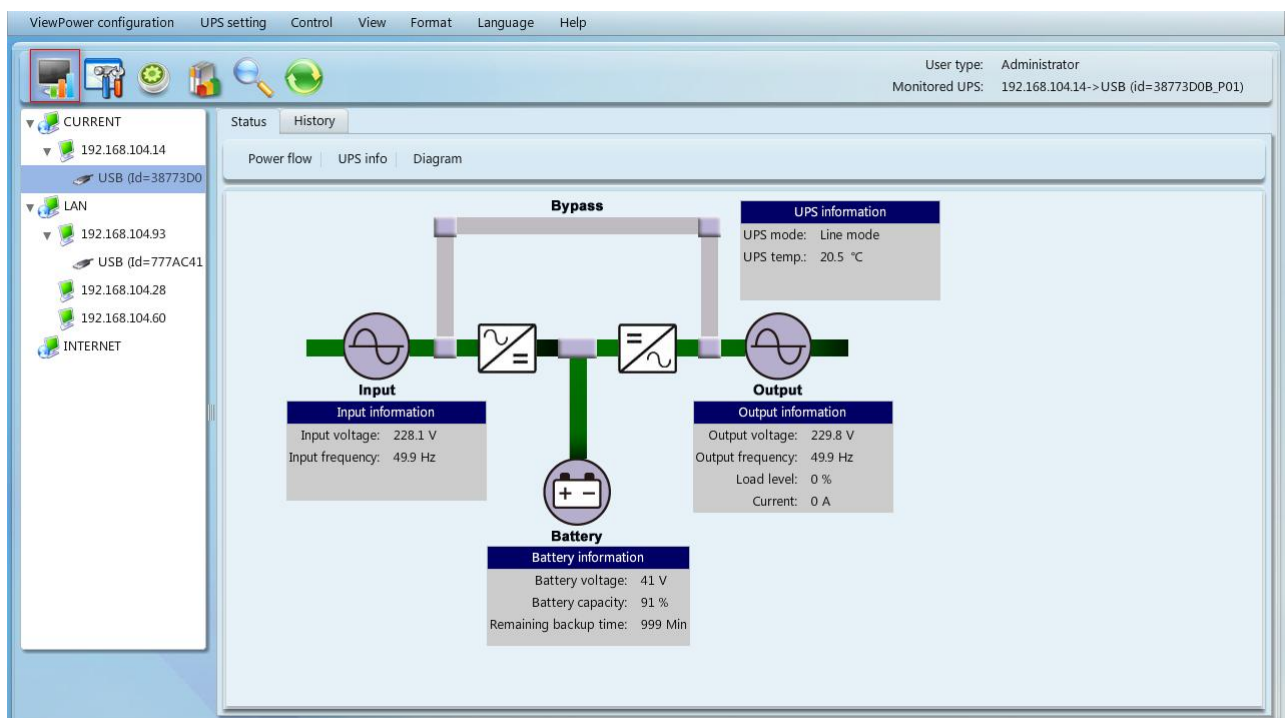 ViewPower configuration UPS setting Control View Format Language Help
User type: Administrator
Monitored UPS: 192.168.104.14->USB (id=38773D0B_P01)
CURRENT
192.168.104.14
USB (Id=38773D0
LAN
192.168.104.93
USB (Id=777AC41
192.168.104.28
192.168.104.60
INTERNET
Status History
Power flow UPS info Diagram
Bypass
UPS information
UPS mode: Line mode
UPS temp.: 20.5 ℃
Input
Input information
Input voltage: 228.1 V
Input frequency: 49.9 Hz
Output
Output information
Output voltage: 229.8 V
Output frequency: 49.9 Hz
Load level: 0 %
Current: 0 A
Battery
Battery information
Battery voltage: 41 V
Battery capacity: 91 %
Remaining backup time: 999 Min